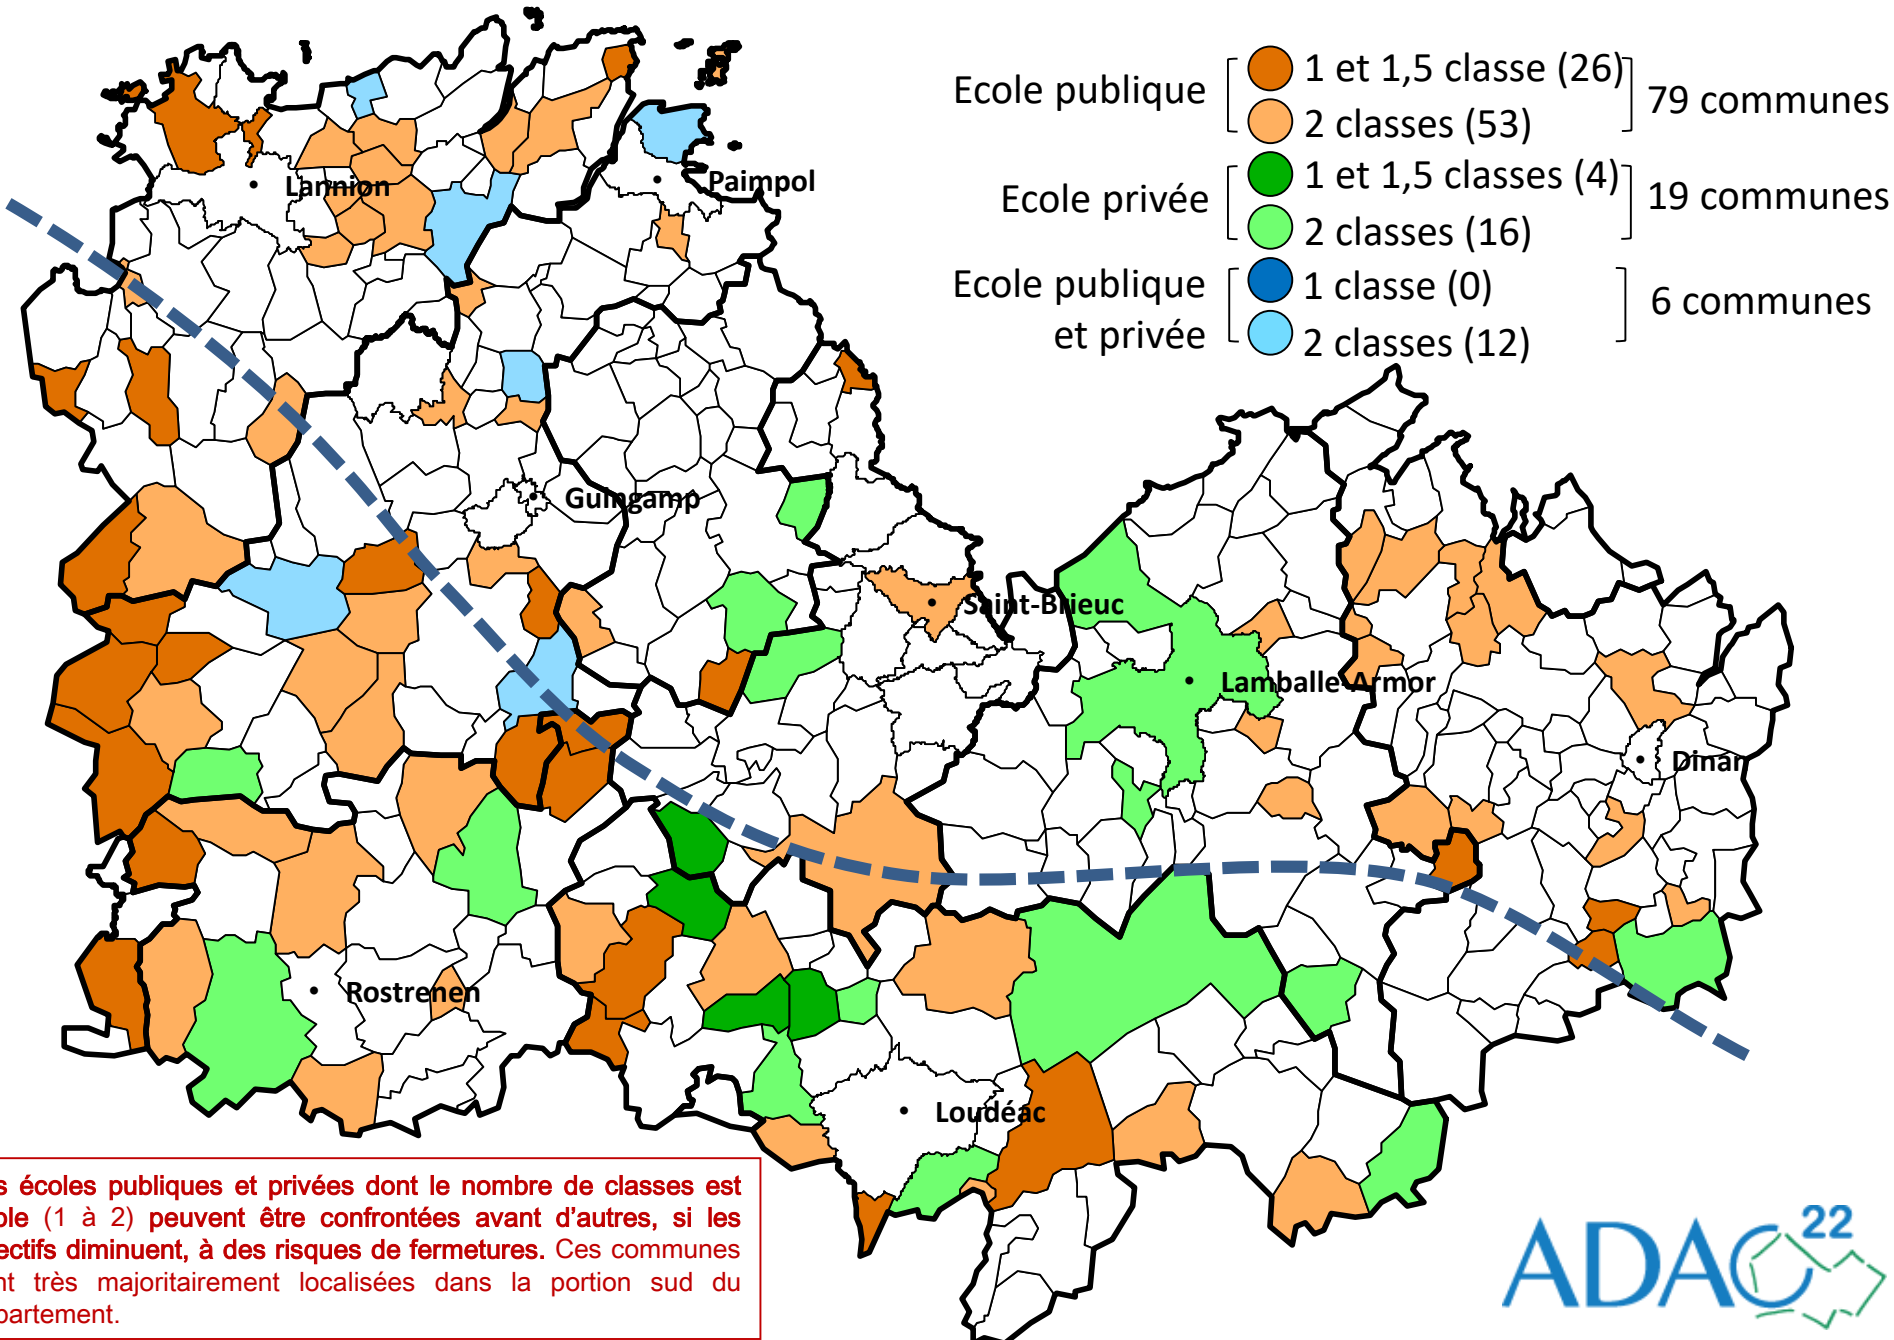 Ecole publique
1 et 1,5 classe (26)
2 classes (53)
79 communes
Ecole privée
1 et 1,5 classes (4)
2 classes (16)
19 communes
Ecole publique
et privée
1 classe (0)
2 classes (12)
6 communes
Lannion
Paimpol
Guingamp
Saint-Brieuc
Lamballe-Armor
Dinan
Rostrenen
Loudéac
s écoles publiques et privées dont le nombre de classes est
ble (1 à 2) peuvent être confrontées avant d’autres, si les
ectifs diminuent, à des risques de fermetures. Ces communes
nt très majoritairement localisées dans la portion sud du
partement.
ADAC 22